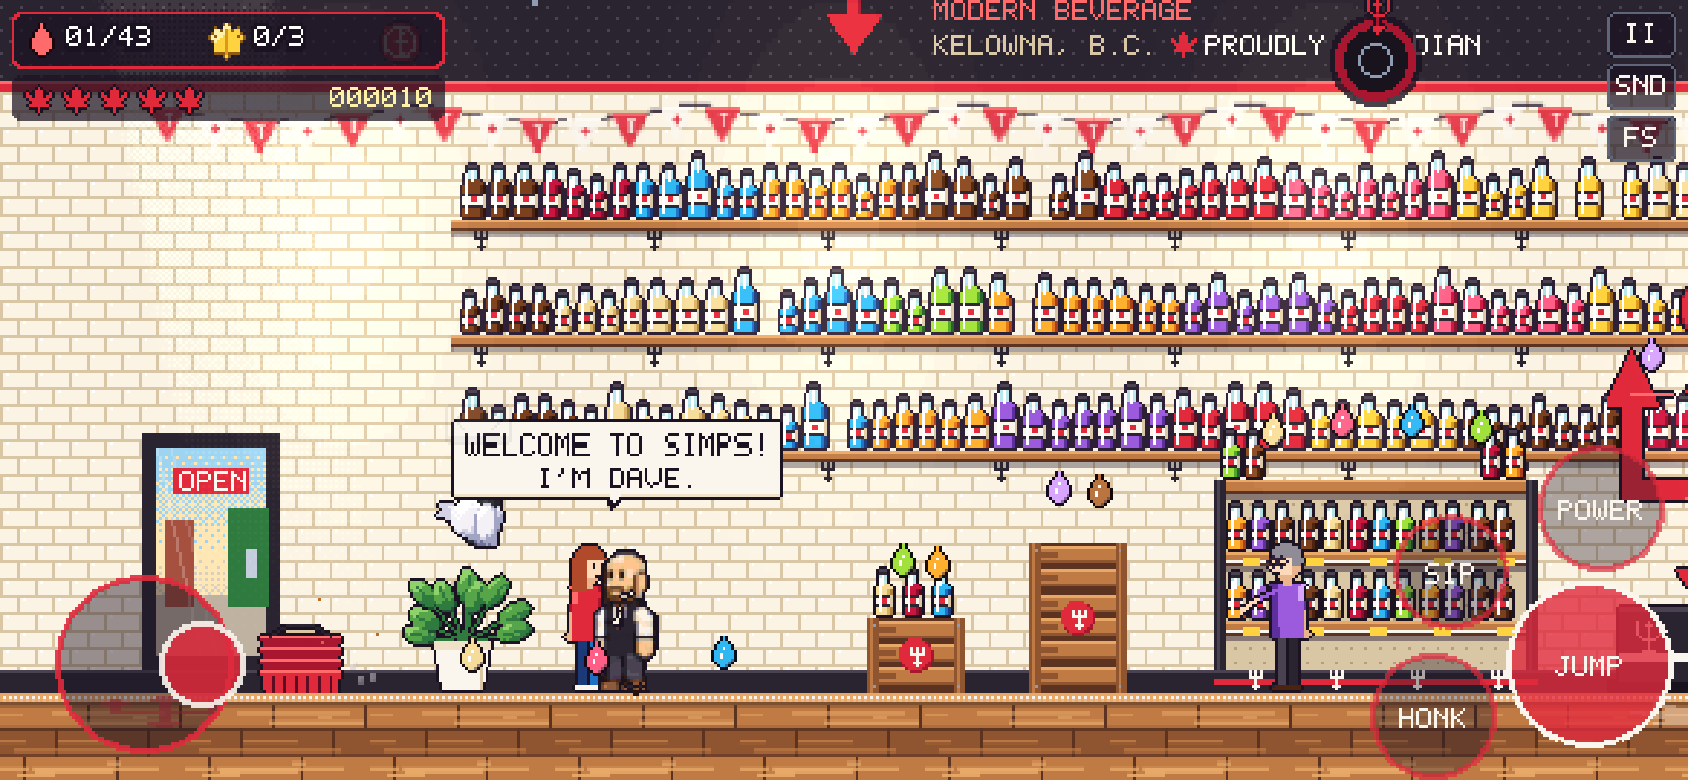 01/43
0/3
000010
MODERN BEVERAGE
KELOWNA, B.C. PROUDLY DIAN
II
SND
FS
WELCOME TO SIMPS!
I'M DAVE.
OPEN
POWER
SIP
JUMP
HONK